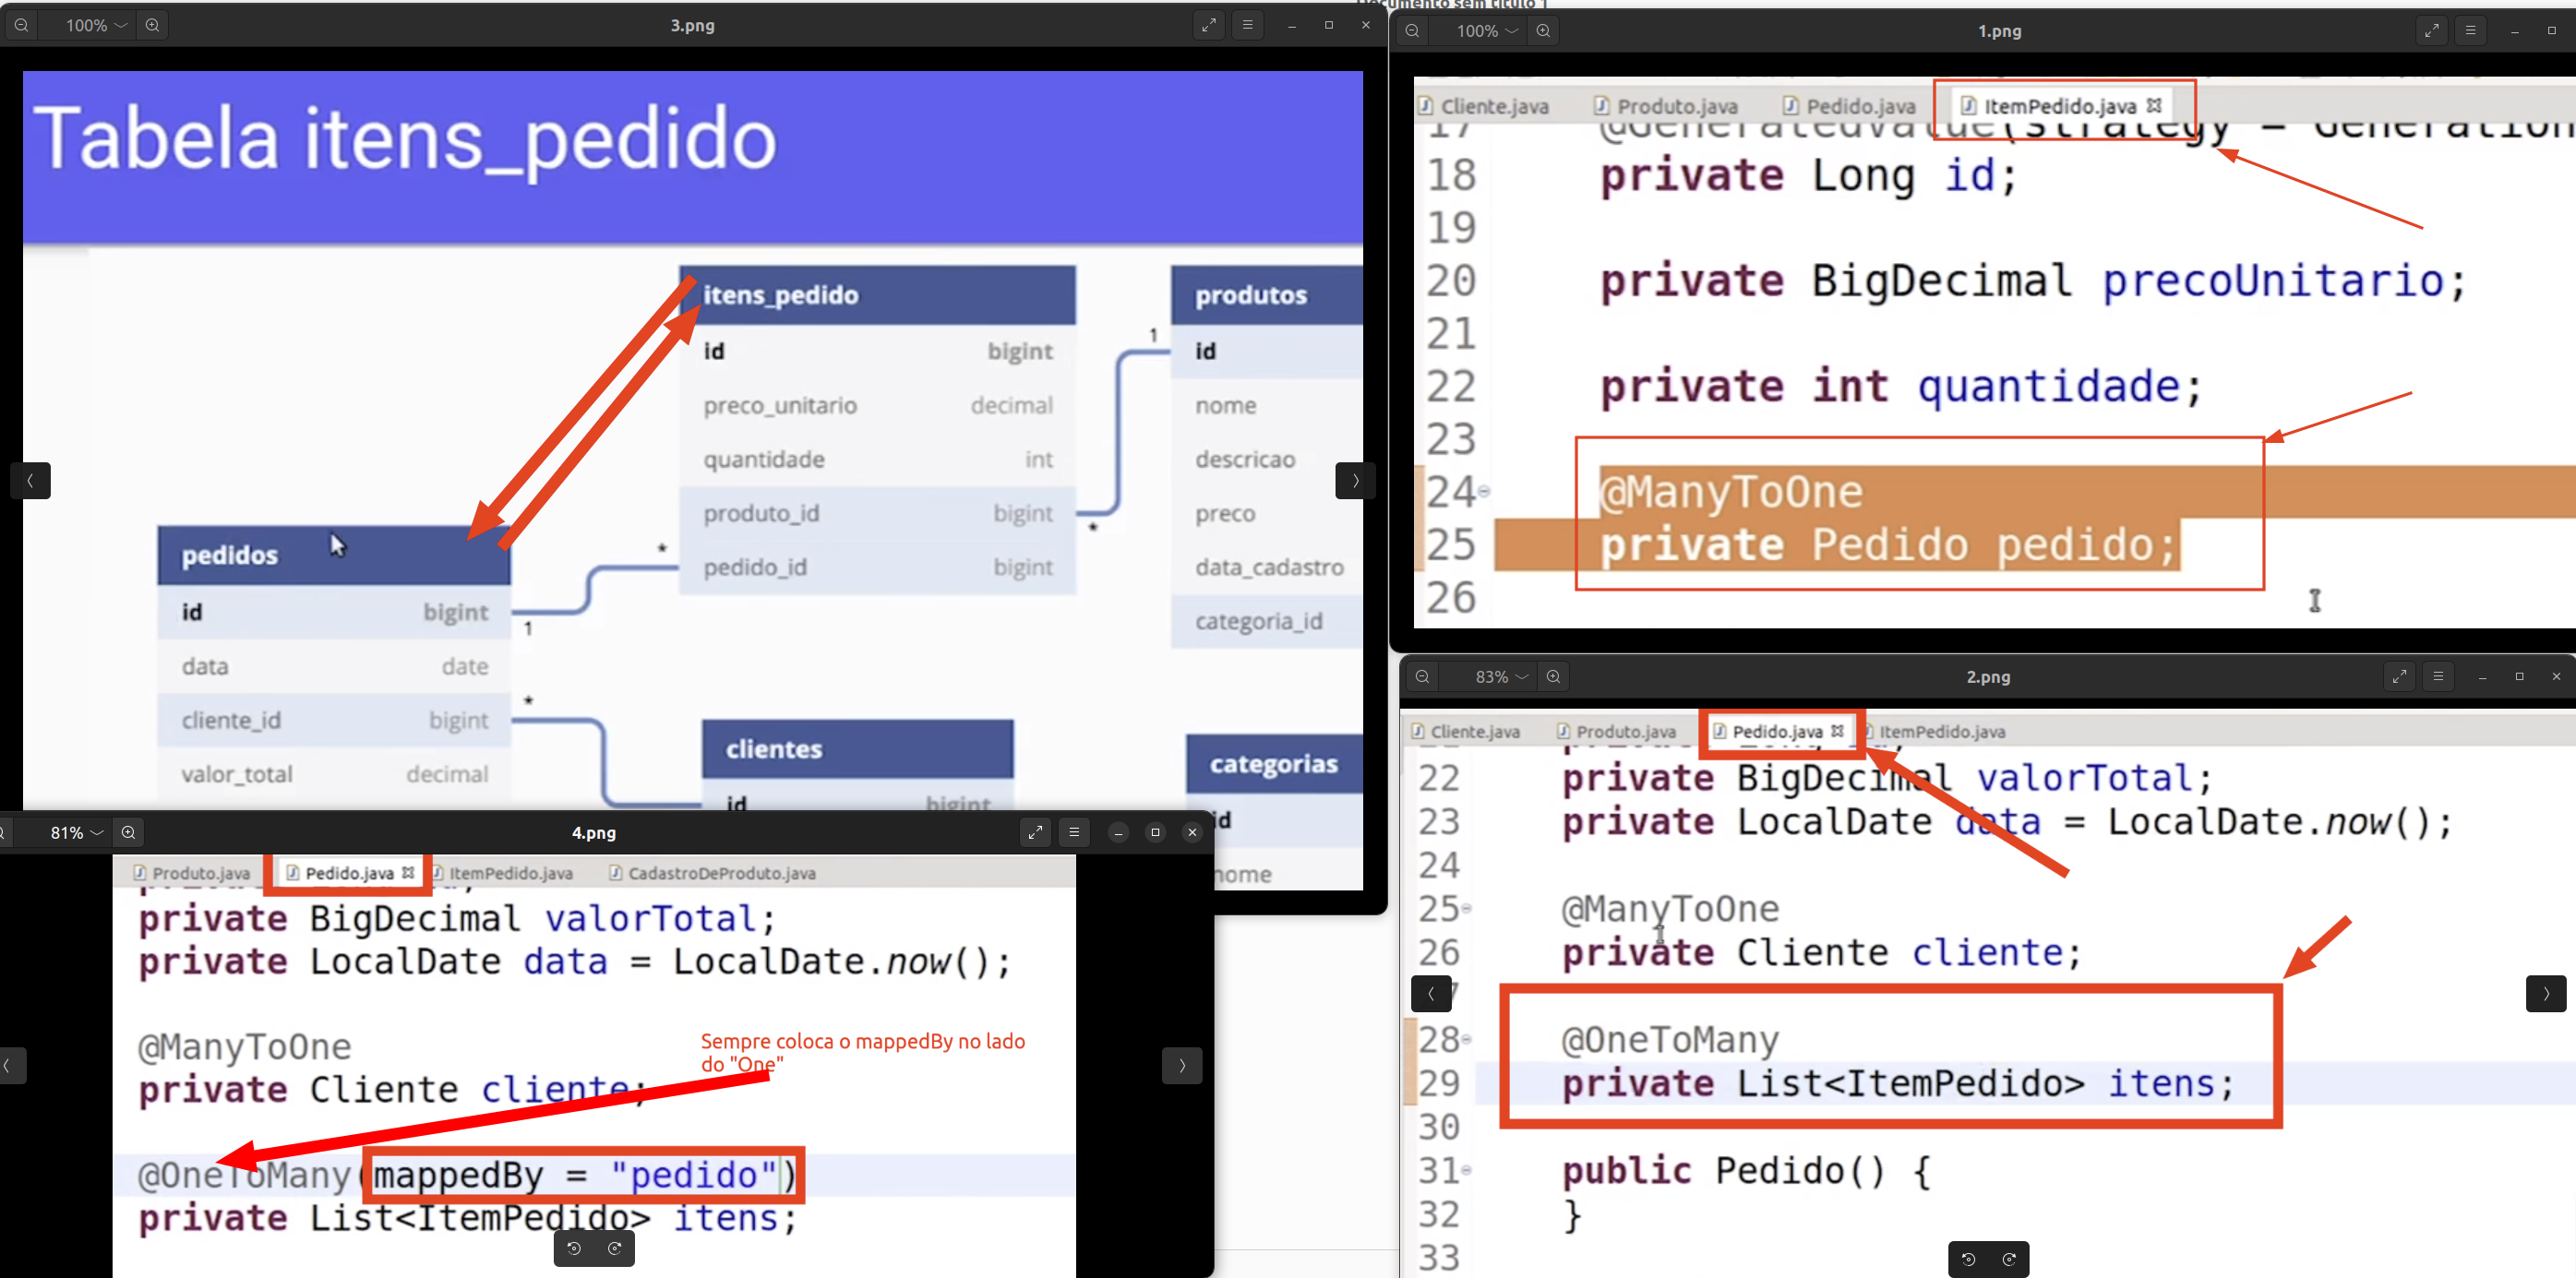 Documento sem título 1
100%
3.png
Tabela itens_pedido
itens_pedido
id bigint
preco_unitario decimal
quantidade int
produto_id bigint
pedido_id bigint
1
*
*
1
*
produtos
id
nome
descricao
preco
data_cadastro
categoria_id
pedidos
id bigint
data date
cliente_id bigint
valor_total decimal
clientes
id bigint
categorias
id
nome
100%
1.png
Cliente.java Produto.java Pedido.java ItemPedido.java
17 @GeneratedValue(strategy = Generation
18 private Long id;
19
20 private BigDecimal precoUnitario;
21
22 private int quantidade;
23
24 @ManyToOne
25 private Pedido pedido;
26
83%
2.png
Cliente.java Produto.java Pedido.java ItemPedido.java
22 private BigDecimal valorTotal;
23 private LocalDate data = LocalDate.now();
24
25 @ManyToOne
26 private Cliente cliente;
28 @OneToMany
29 private List<ItemPedido> itens;
30
31 public Pedido() {
32 }
33
81%
4.png
Produto.java Pedido.java ItemPedido.java CadastroDeProduto.java
private BigDecimal valorTotal;
private LocalDate data = LocalDate.now();
@ManyToOne
private Cliente cliente;
Sempre coloca o mappedBy no lado
do "One"
@OneToMany(mappedBy = "pedido")
private List<ItemPedido> itens;